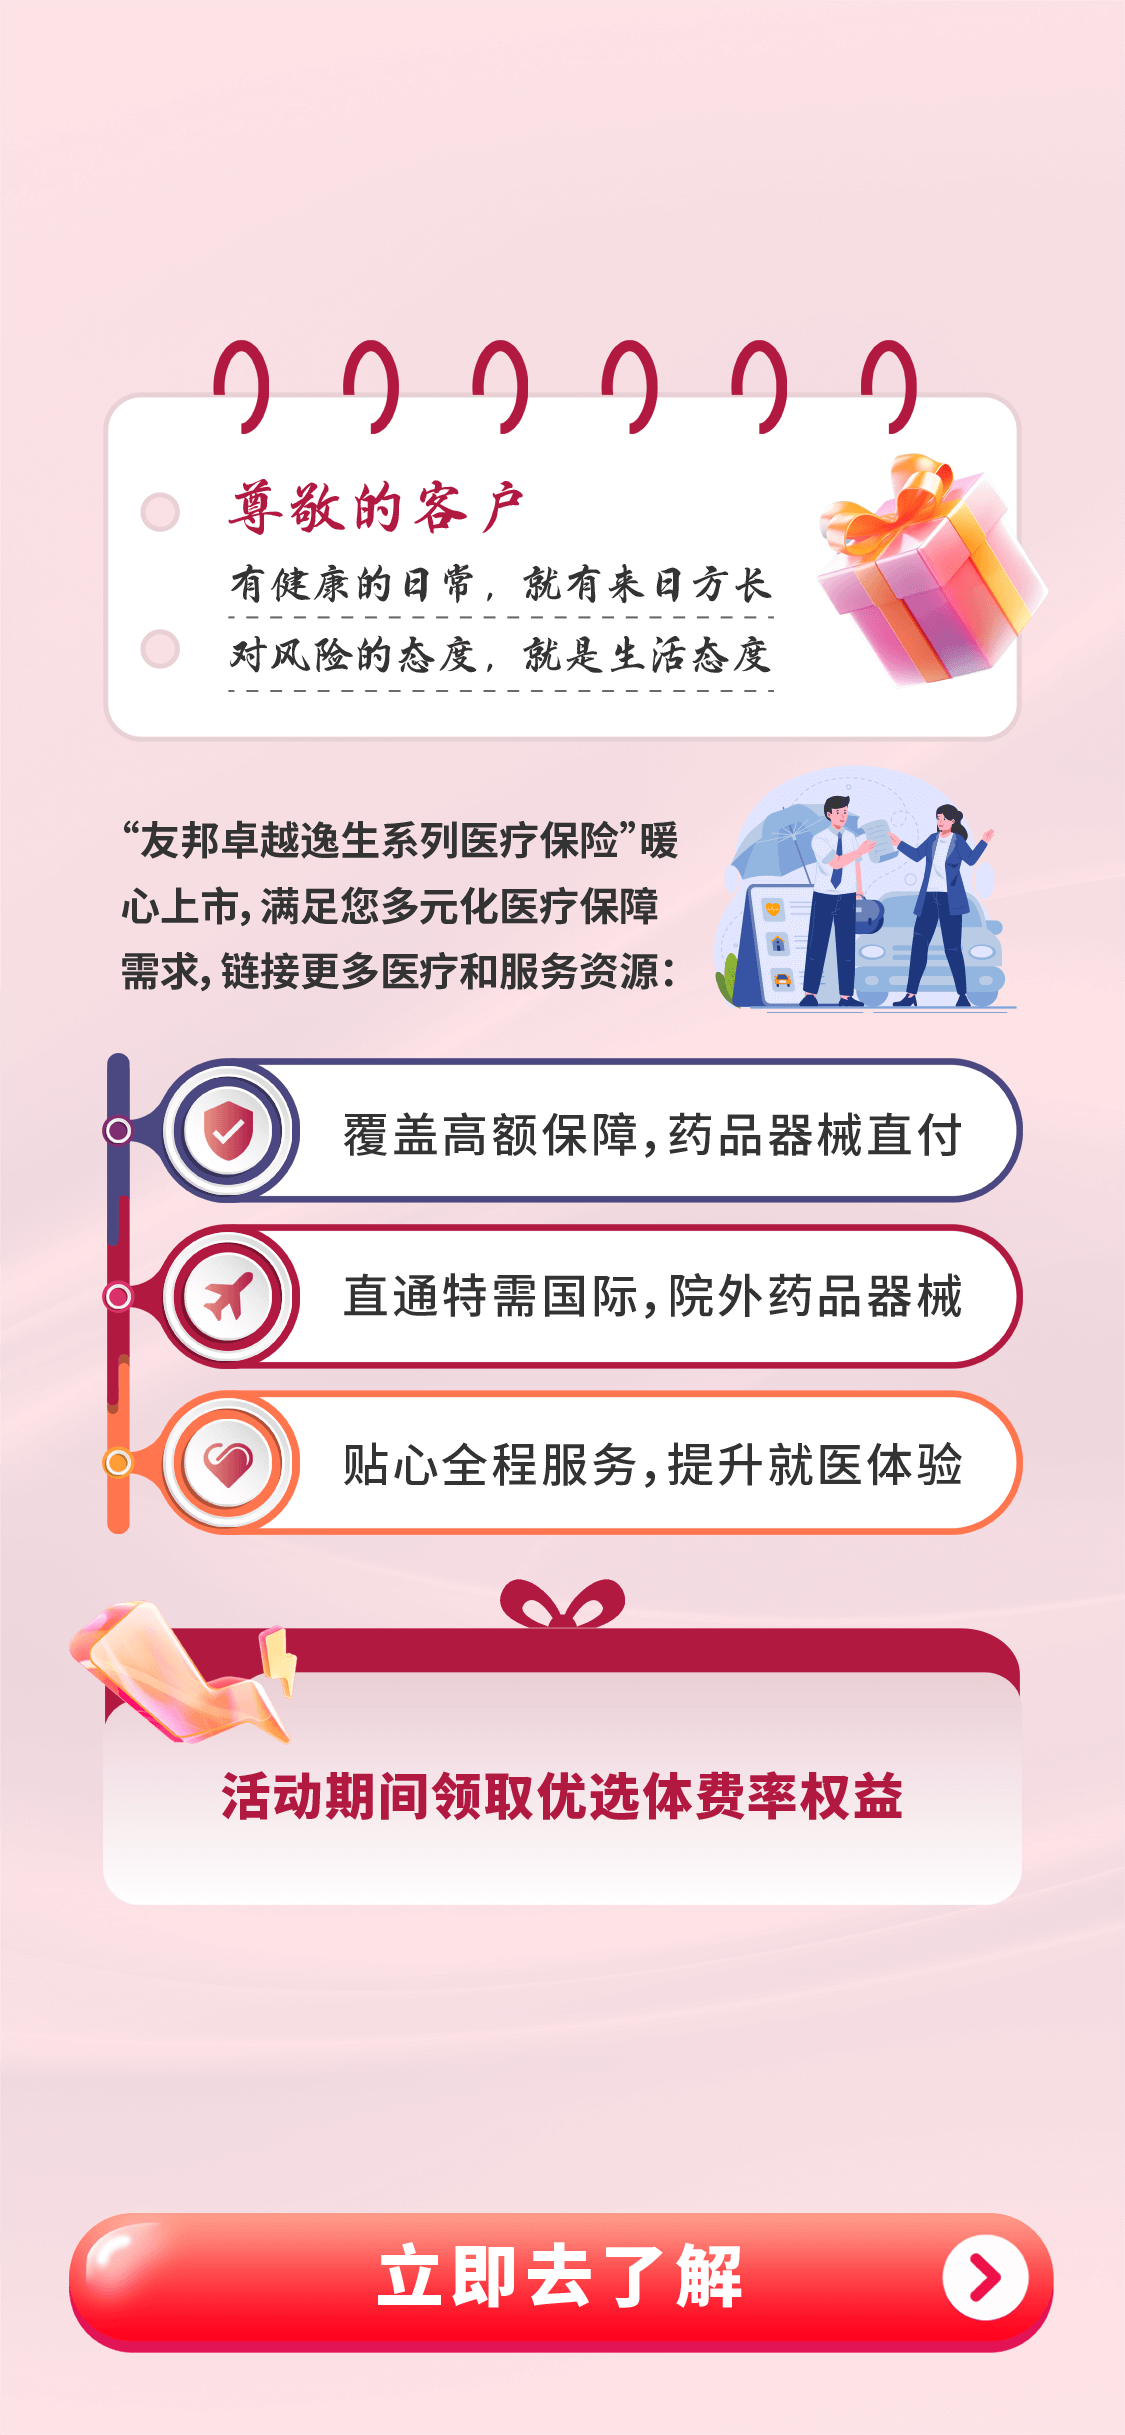 尊敬的客户
有健康的日常，就有来日方长
对风险的态度，就是生活态度
“友邦卓越逸生系列医疗保险”暖
心上市，满足您多元化医疗保障
需求，链接更多医疗和服务资源：
覆盖高额保障，药品器械直付
直通特需国际，院外药品器械
贴心全程服务，提升就医体验
活动期间领取优选体费率权益
立即去了解